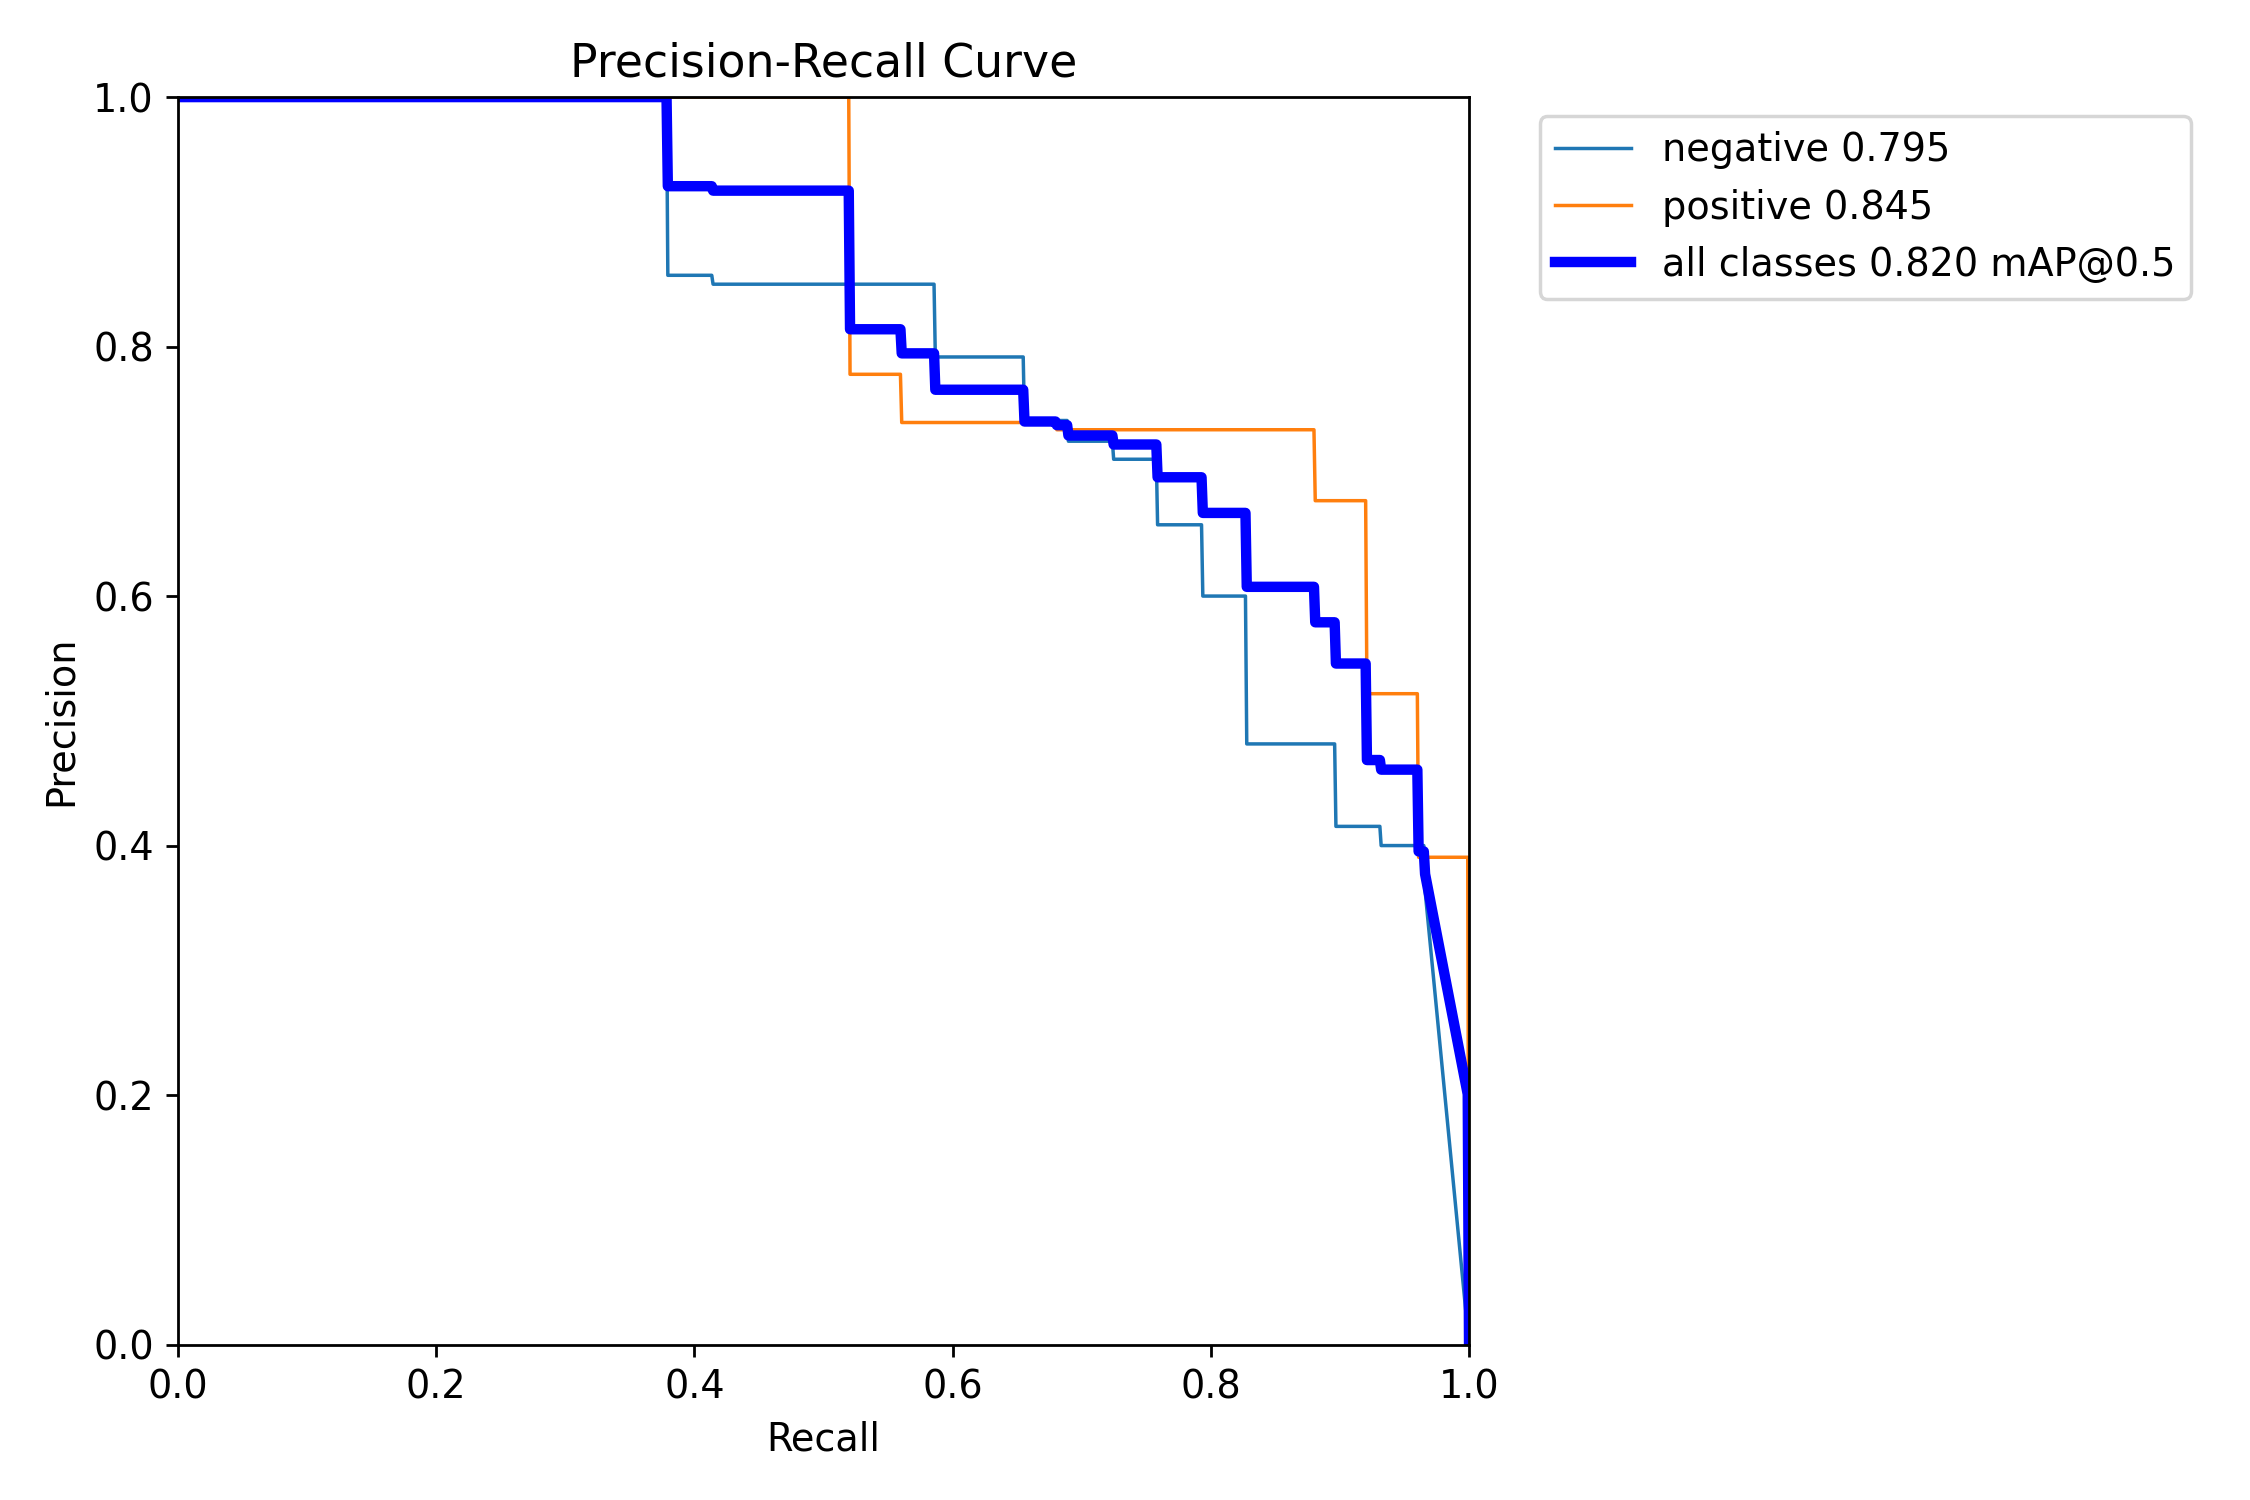 Precision-Recall Curve
1.0
0.8
0.6
0.4
0.2
0.0
Precision
0.0 0.2 0.4 0.6 0.8 1.0
Recall
negative 0.795
positive 0.845
all classes 0.820 mAP@0.5